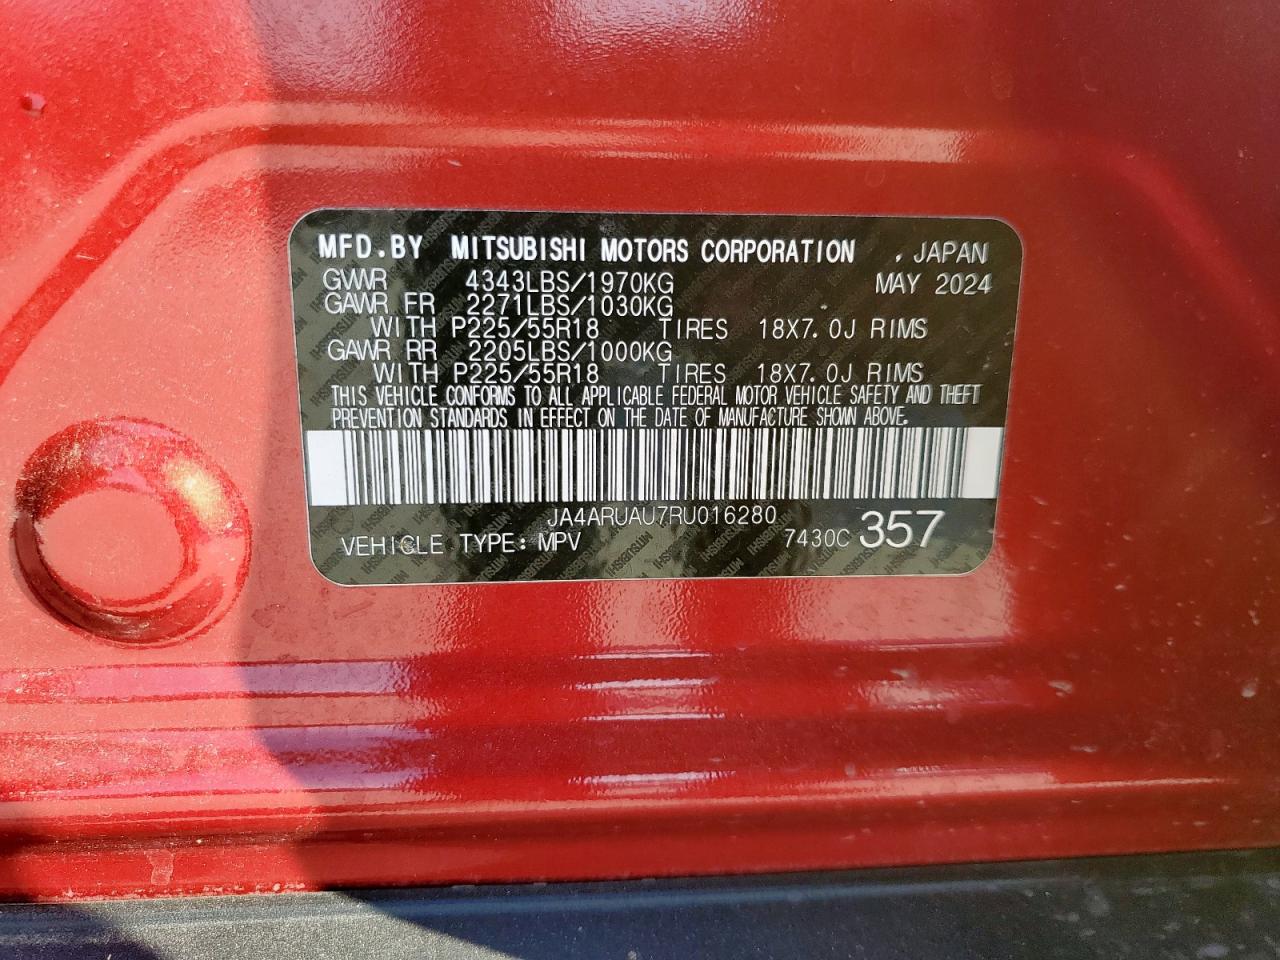 MFD.BY MITSUBISHI MOTORS CORPORATION , JAPAN
GVWR 4343LBS/1970KG MAY 2024
GAWR FR 2271LBS/1030KG
WITH P225/55R18 TIRES 18X7.0J RIMS
GAWR RR 2205LBS/1000KG
WITH P225/55R18 TIRES 18X7.0J RIMS
THIS VEHICLE CONFORMS TO ALL APPLICABLE FEDERAL MOTOR VEHICLE SAFETY AND THEFT
PREVENTION STANDARDS IN EFFECT ON THE DATE OF MANUFACTURE SHOWN ABOVE.
JA4ARUAU7RU016280
VEHICLE TYPE: MPV 7430C 357